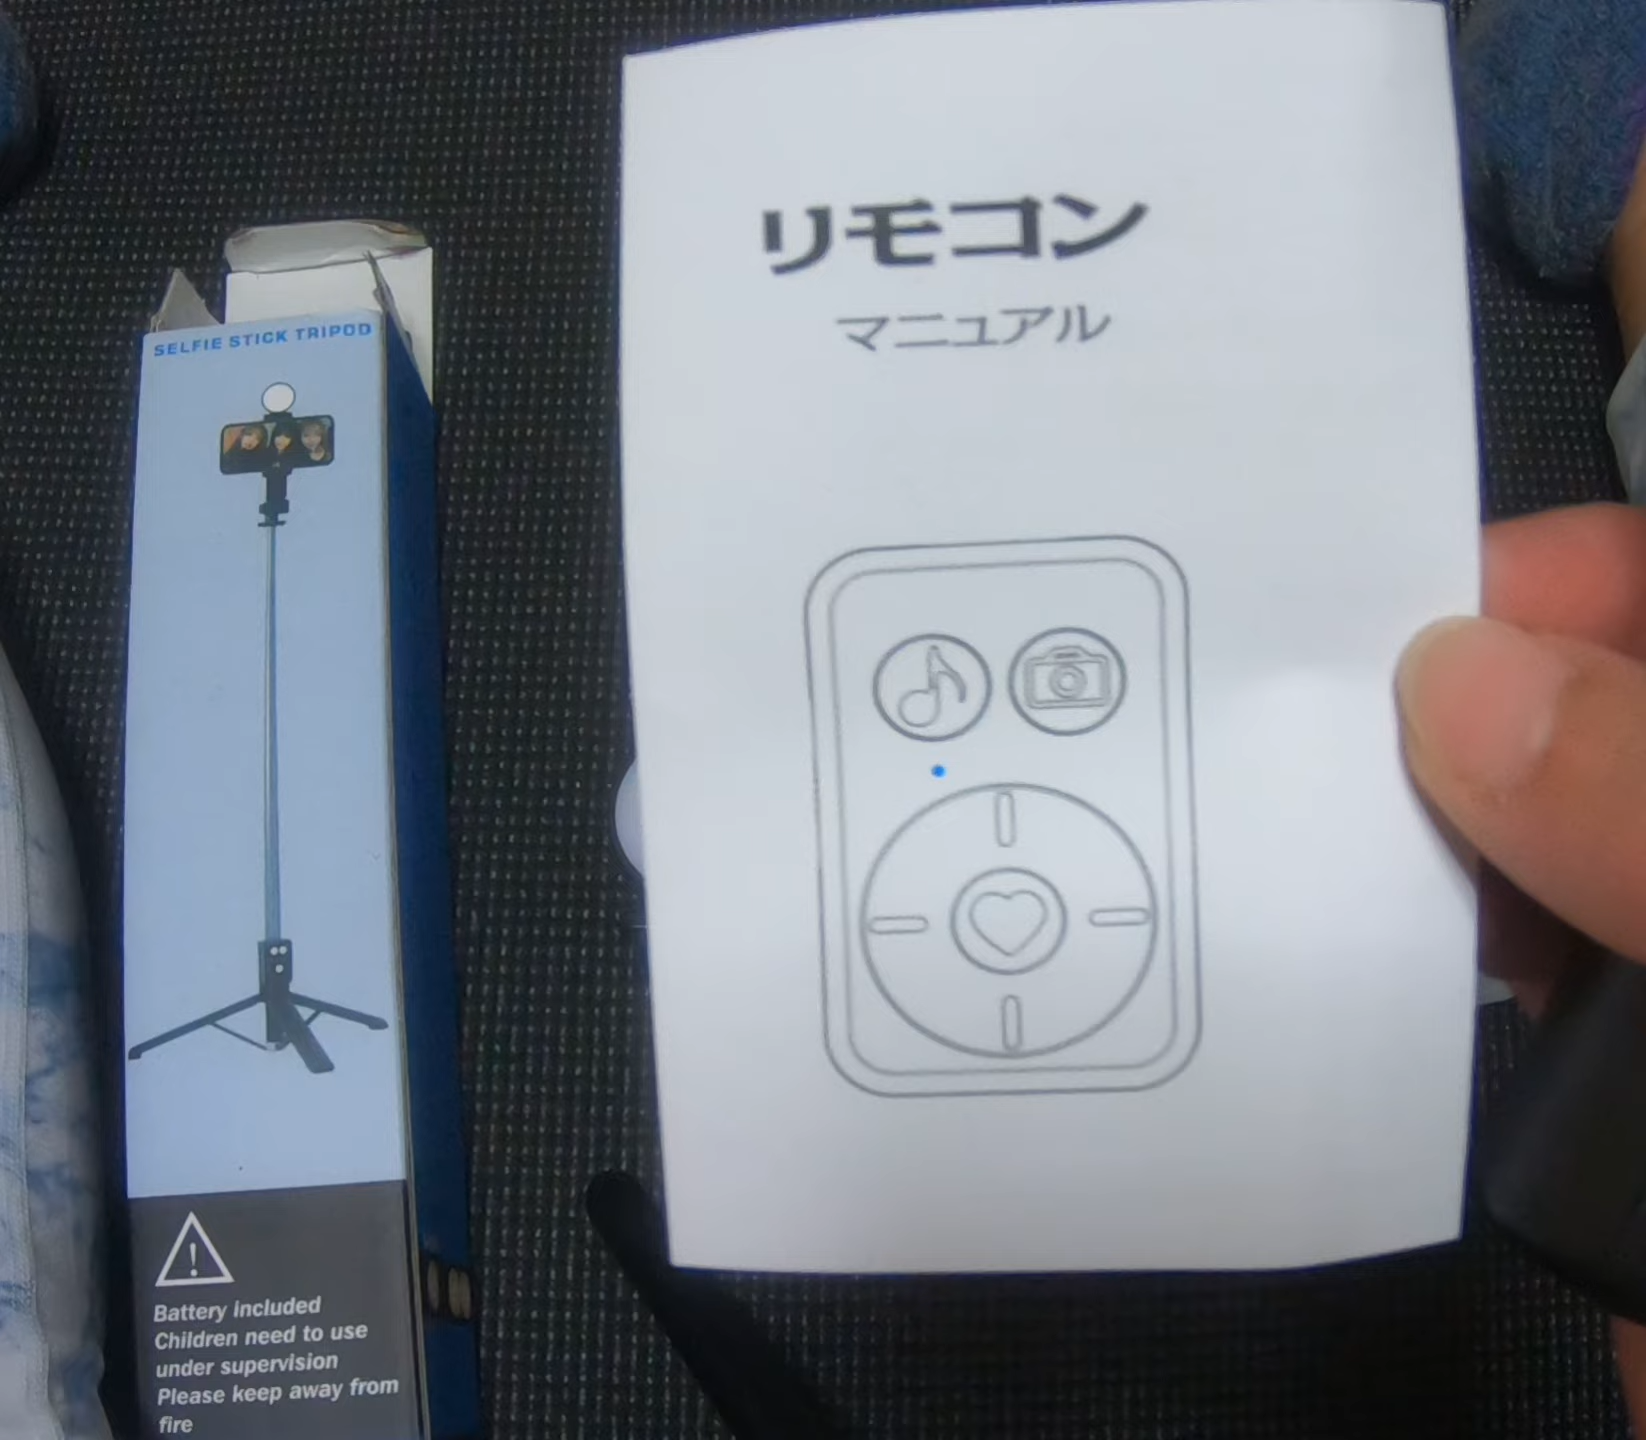 SELFIE STICK TRIPOD
Battery included
Children need to use
under supervision
Please keep away from
fire
リモコン
マニュアル